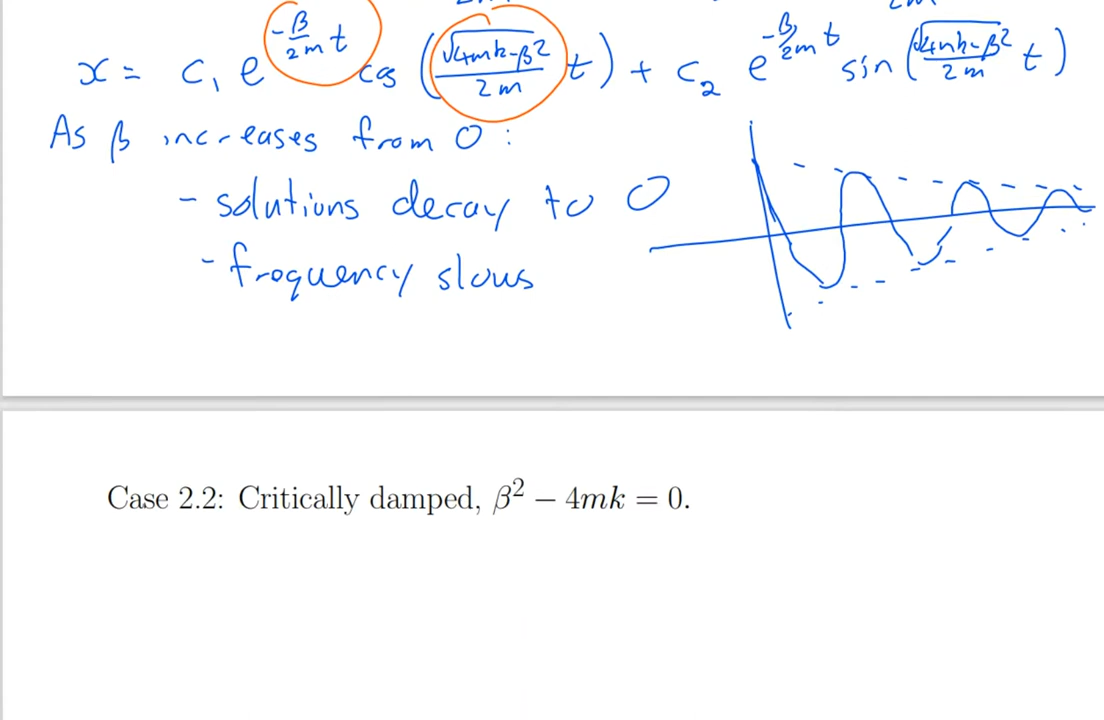 x = c₁ e^{-β/2m t} cos (√(4mk-β²)/2m t) + c₂ e^{-β/2m t} sin (√(4mk-β²)/2m t)
As β increases from 0 :
- solutions decay to 0
- frequency slows
Case 2.2: Critically damped, β² − 4mk = 0.